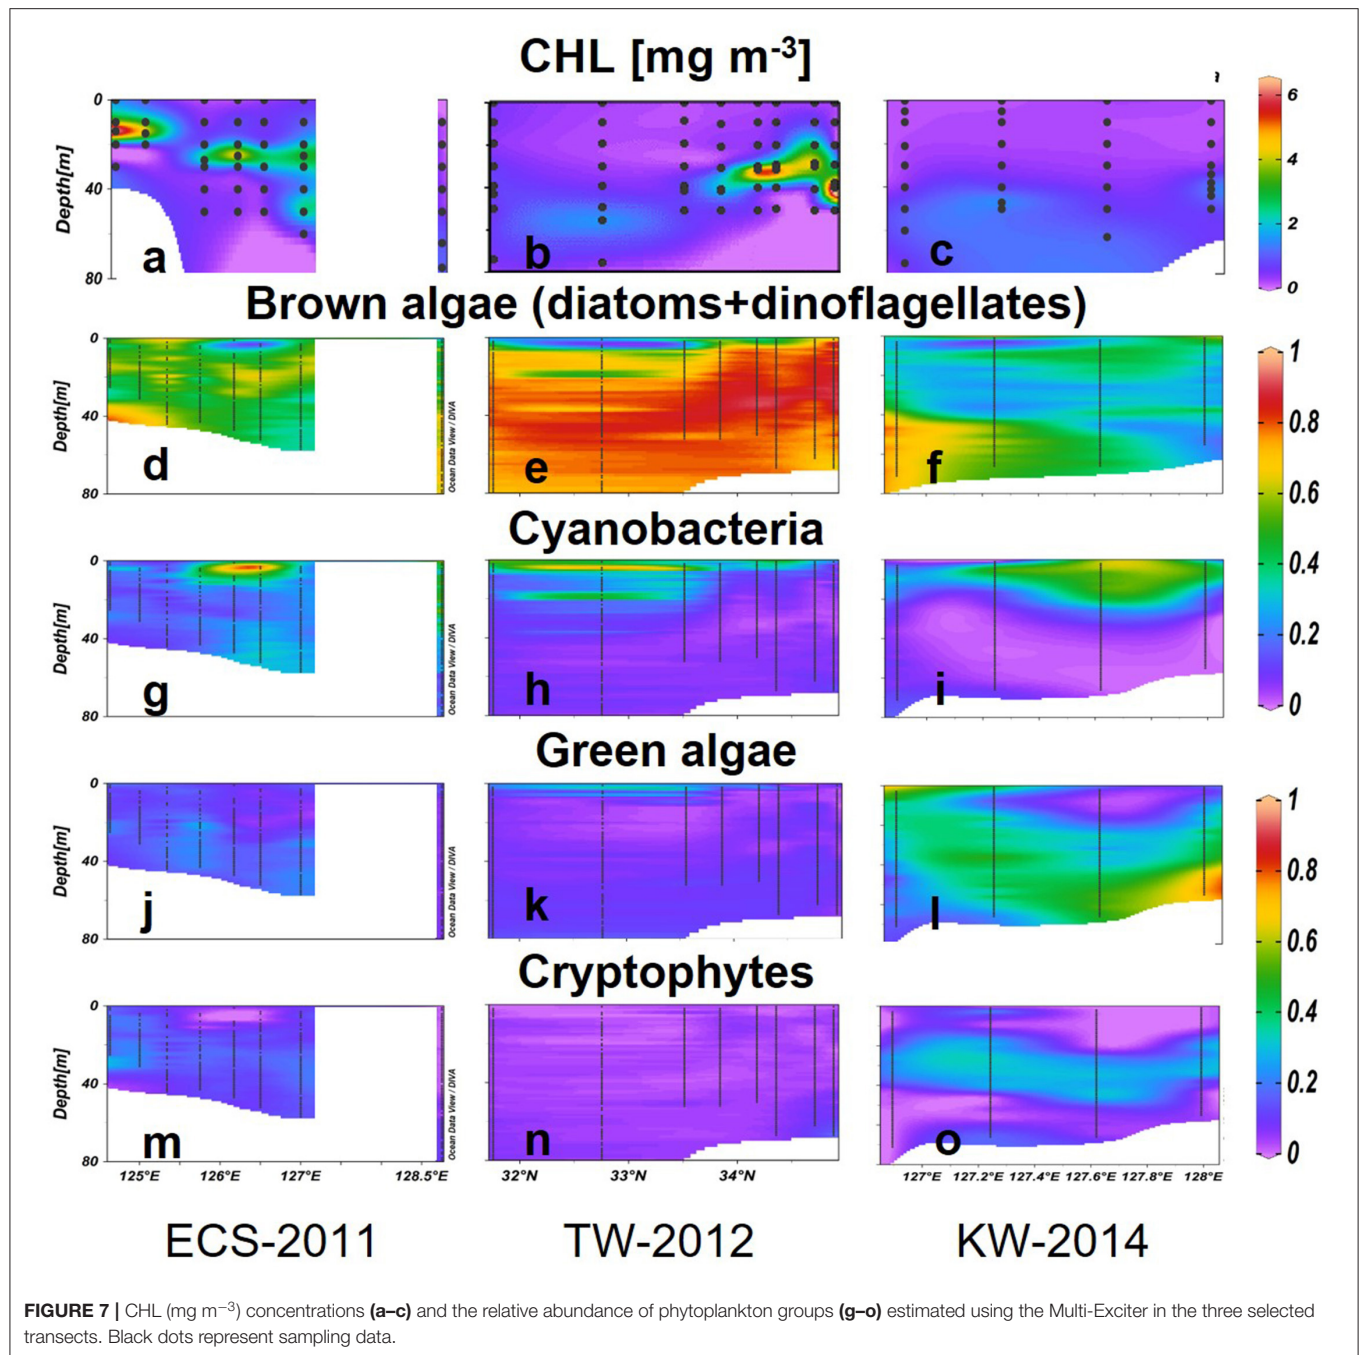 CHL [mg m-3]
0
40
80
Depth[m]
a
b
c
6
4
2
0
Brown algae (diatoms+dinoflagellates)
0
40
80
Depth[m]
d
Ocean Data View / DIVA
e
f
1
0.8
0.6
0.4
0.2
0
Cyanobacteria
0
40
80
Depth[m]
g
Ocean Data View / DIVA
h
i
Green algae
0
40
80
Depth[m]
j
Ocean Data View / DIVA
k
l
1
0.8
0.6
0.4
0.2
0
Cryptophytes
0
40
80
Depth[m]
m
Ocean Data View / DIVA
n
o
125°E 126°E 127°E 128.5°E 32°N 33°N 34°N 127°E 127.2°E 127.4°E 127.6°E 127.8°E 128°E
ECS-2011 TW-2012 KW-2014
FIGURE 7 | CHL (mg m−3) concentrations (a–c) and the relative abundance of phytoplankton groups (g–o) estimated using the Multi-Exciter in the three selected
transects. Black dots represent sampling data.